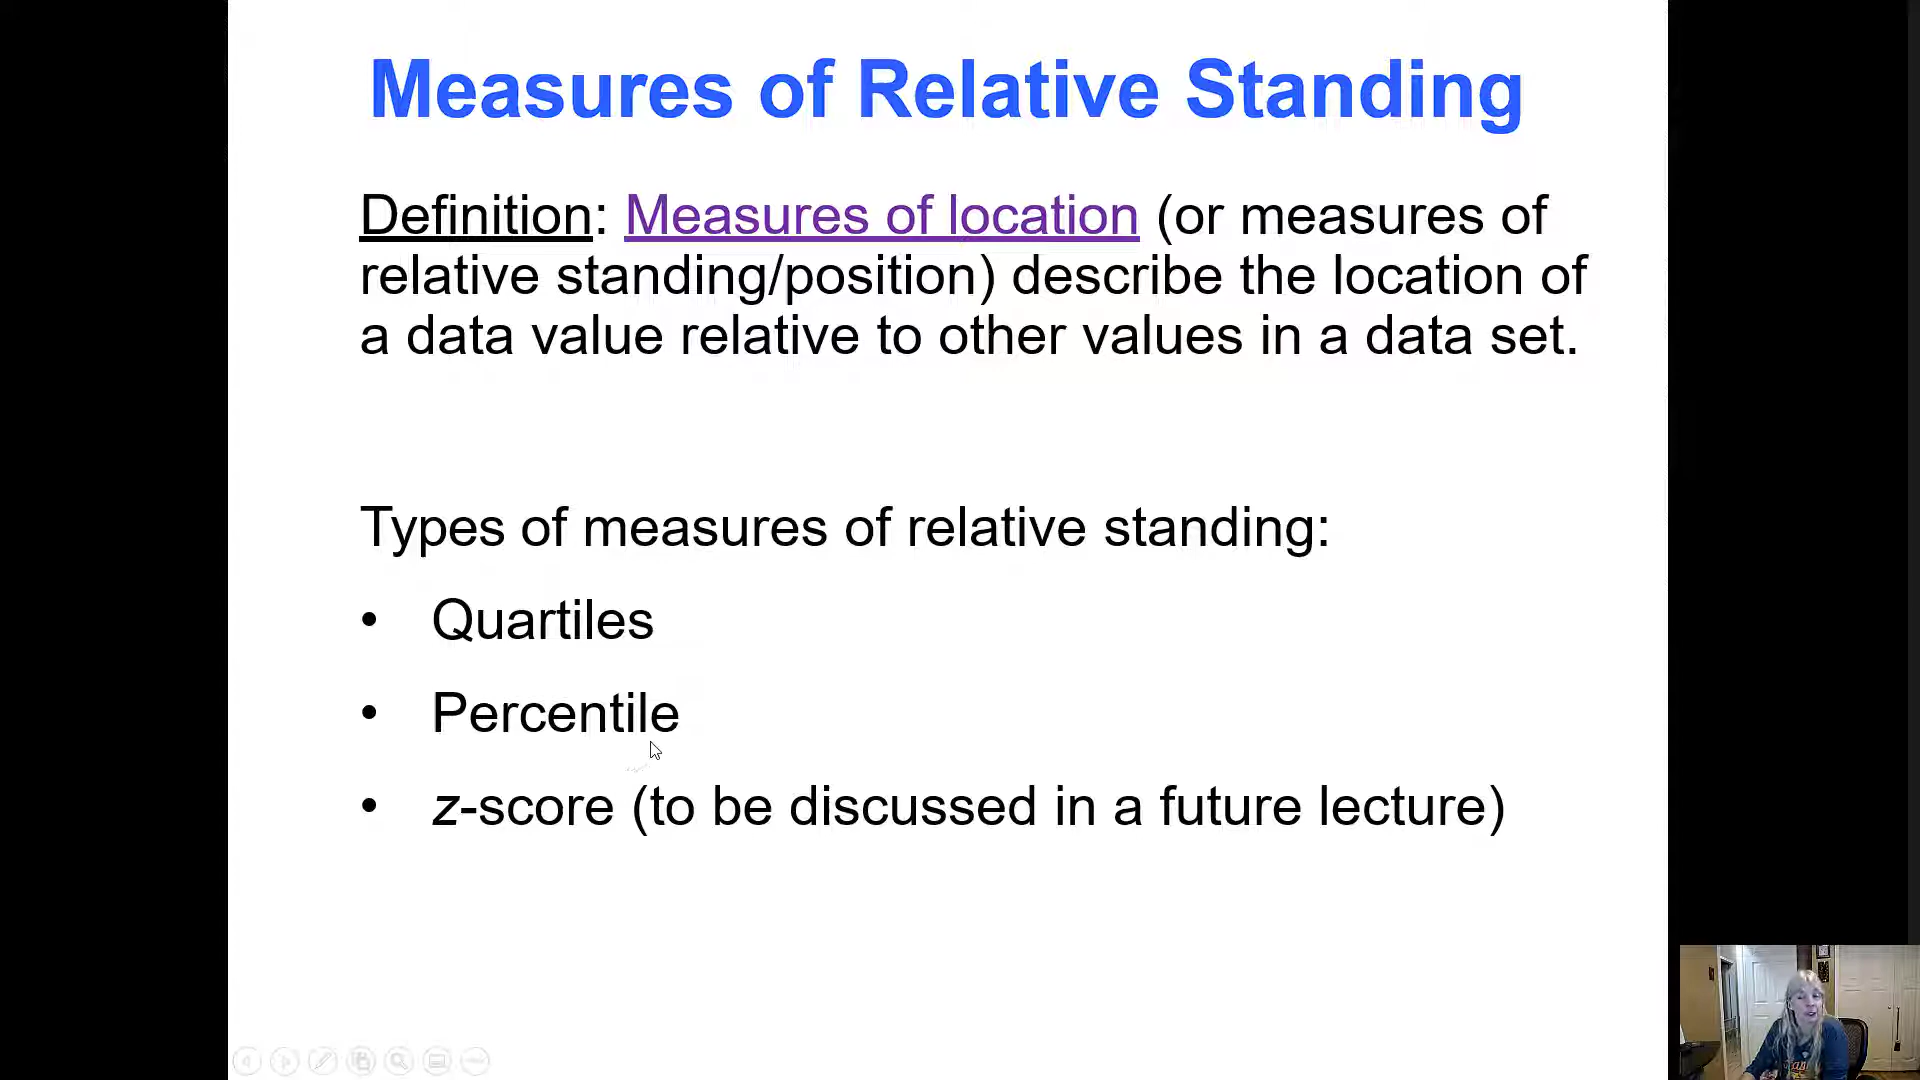 Measures of Relative Standing
Definition: Measures of location (or measures of
relative standing/position) describe the location of
a data value relative to other values in a data set.
Types of measures of relative standing:
• Quartiles
• Percentile
• z-score (to be discussed in a future lecture)